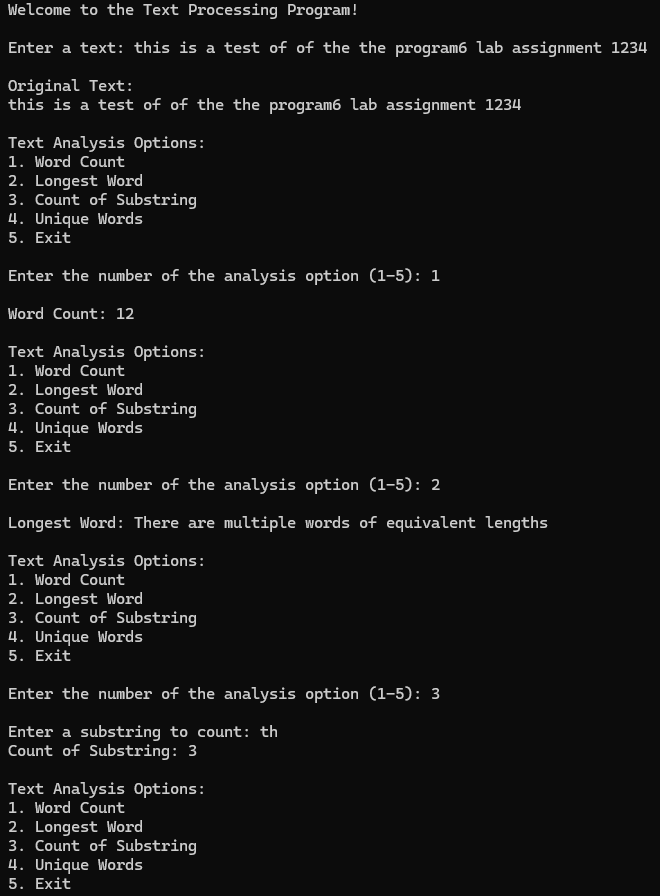 Welcome to the Text Processing Program!
Enter a text: this is a test of of the the program6 lab assignment 1234
Original Text:
this is a test of of the the program6 lab assignment 1234
Text Analysis Options:
1. Word Count
2. Longest Word
3. Count of Substring
4. Unique Words
5. Exit
Enter the number of the analysis option (1-5): 1
Word Count: 12
Text Analysis Options:
1. Word Count
2. Longest Word
3. Count of Substring
4. Unique Words
5. Exit
Enter the number of the analysis option (1-5): 2
Longest Word: There are multiple words of equivalent lengths
Text Analysis Options:
1. Word Count
2. Longest Word
3. Count of Substring
4. Unique Words
5. Exit
Enter the number of the analysis option (1-5): 3
Enter a substring to count: th
Count of Substring: 3
Text Analysis Options:
1. Word Count
2. Longest Word
3. Count of Substring
4. Unique Words
5. Exit